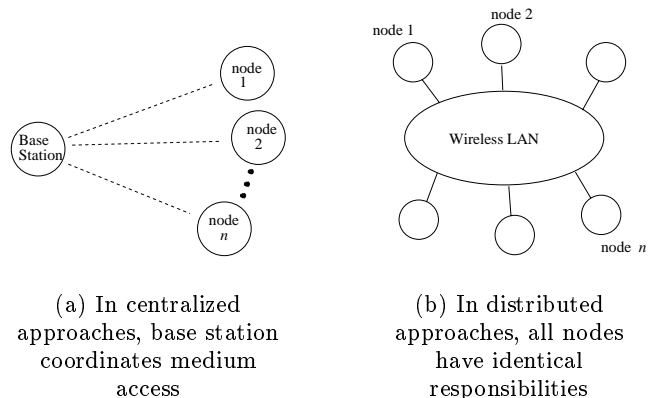 Base
Station
node
1
node
2
node
n
(a) In centralized
approaches, base station
coordinates medium
access
node 1
node 2
Wireless LAN
node n
(b) In distributed
approaches, all nodes
have identical
responsibilities